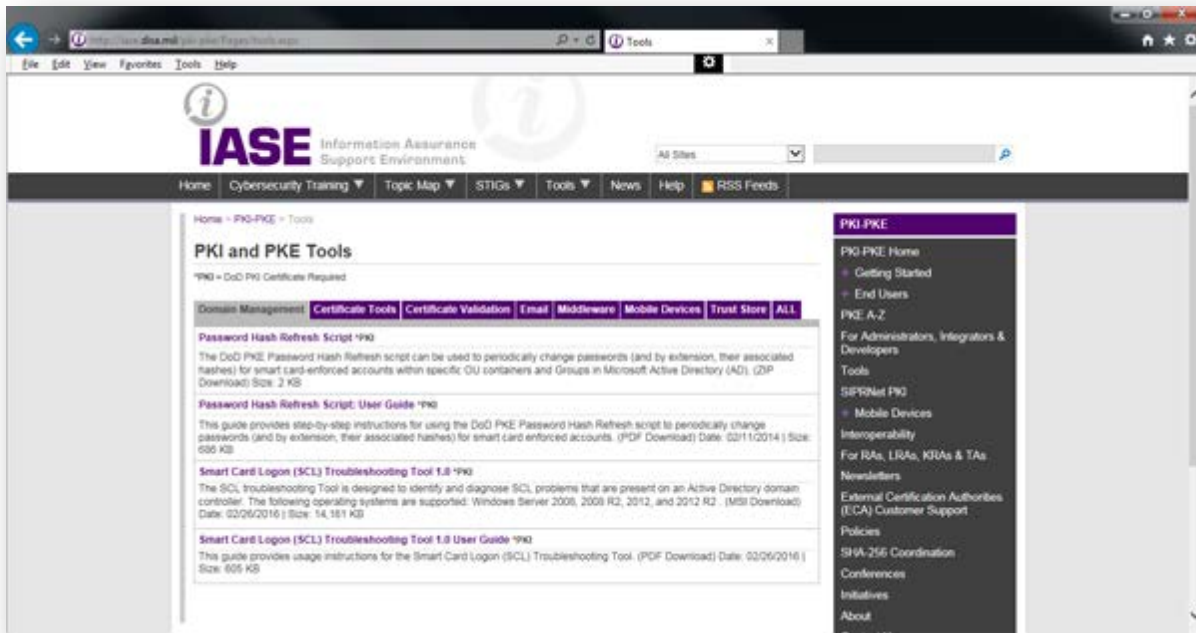 http://iase.disa.mil/pki-pke/Pages/tools.aspx
Tools
File Edit View Favorites Tools Help
IASE Information Assurance
Support Environment
All Sites
Home Cybersecurity Training Topic Map STIGs Tools News Help RSS Feeds
Home > PKI-PKE > Tools
PKI and PKE Tools
*PKI = DoD PKI Certificate Required
Domain Management Certificate Tools Certificate Validation Email Middleware Mobile Devices Trust Store ALL
Password Hash Refresh Script *PKI
The DoD PKE Password Hash Refresh script can be used to periodically change passwords (and by extension, their associated
hashes) for smart card-enforced accounts within specific OU containers and Groups in Microsoft Active Directory (AD). (ZIP
Download) Size: 2 KB
Password Hash Refresh Script: User Guide *PKI
This guide provides step-by-step instructions for using the DoD PKE Password Hash Refresh script to periodically change
passwords (and by extension, their associated hashes) for smart card enforced accounts. (PDF Download) Date: 02/11/2014 | Size:
686 KB
Smart Card Logon (SCL) Troubleshooting Tool 1.0 *PKI
The SCL troubleshooting Tool is designed to identify and diagnose SCL problems that are present on an Active Directory domain
controller. The following operating systems are supported: Windows Server 2008, 2008 R2, 2012, and 2012 R2 . (MSI Download)
Date: 02/26/2016 | Size: 14,161 KB
Smart Card Logon (SCL) Troubleshooting Tool 1.0 User Guide *PKI
This guide provides usage instructions for the Smart Card Logon (SCL) Troubleshooting Tool. (PDF Download) Date: 02/26/2016 |
Size: 605 KB
PKI-PKE
PKI-PKE Home
+ Getting Started
+ End Users
PKE A-Z
For Administrators, Integrators &
Developers
Tools
SIPRNet PKI
+ Mobile Devices
Interoperability
For RAs, LRAs, KRAs & TAs
Newsletters
External Certification Authorities
(ECA) Customer Support
Policies
SHA-256 Coordination
Conferences
Initiatives
About